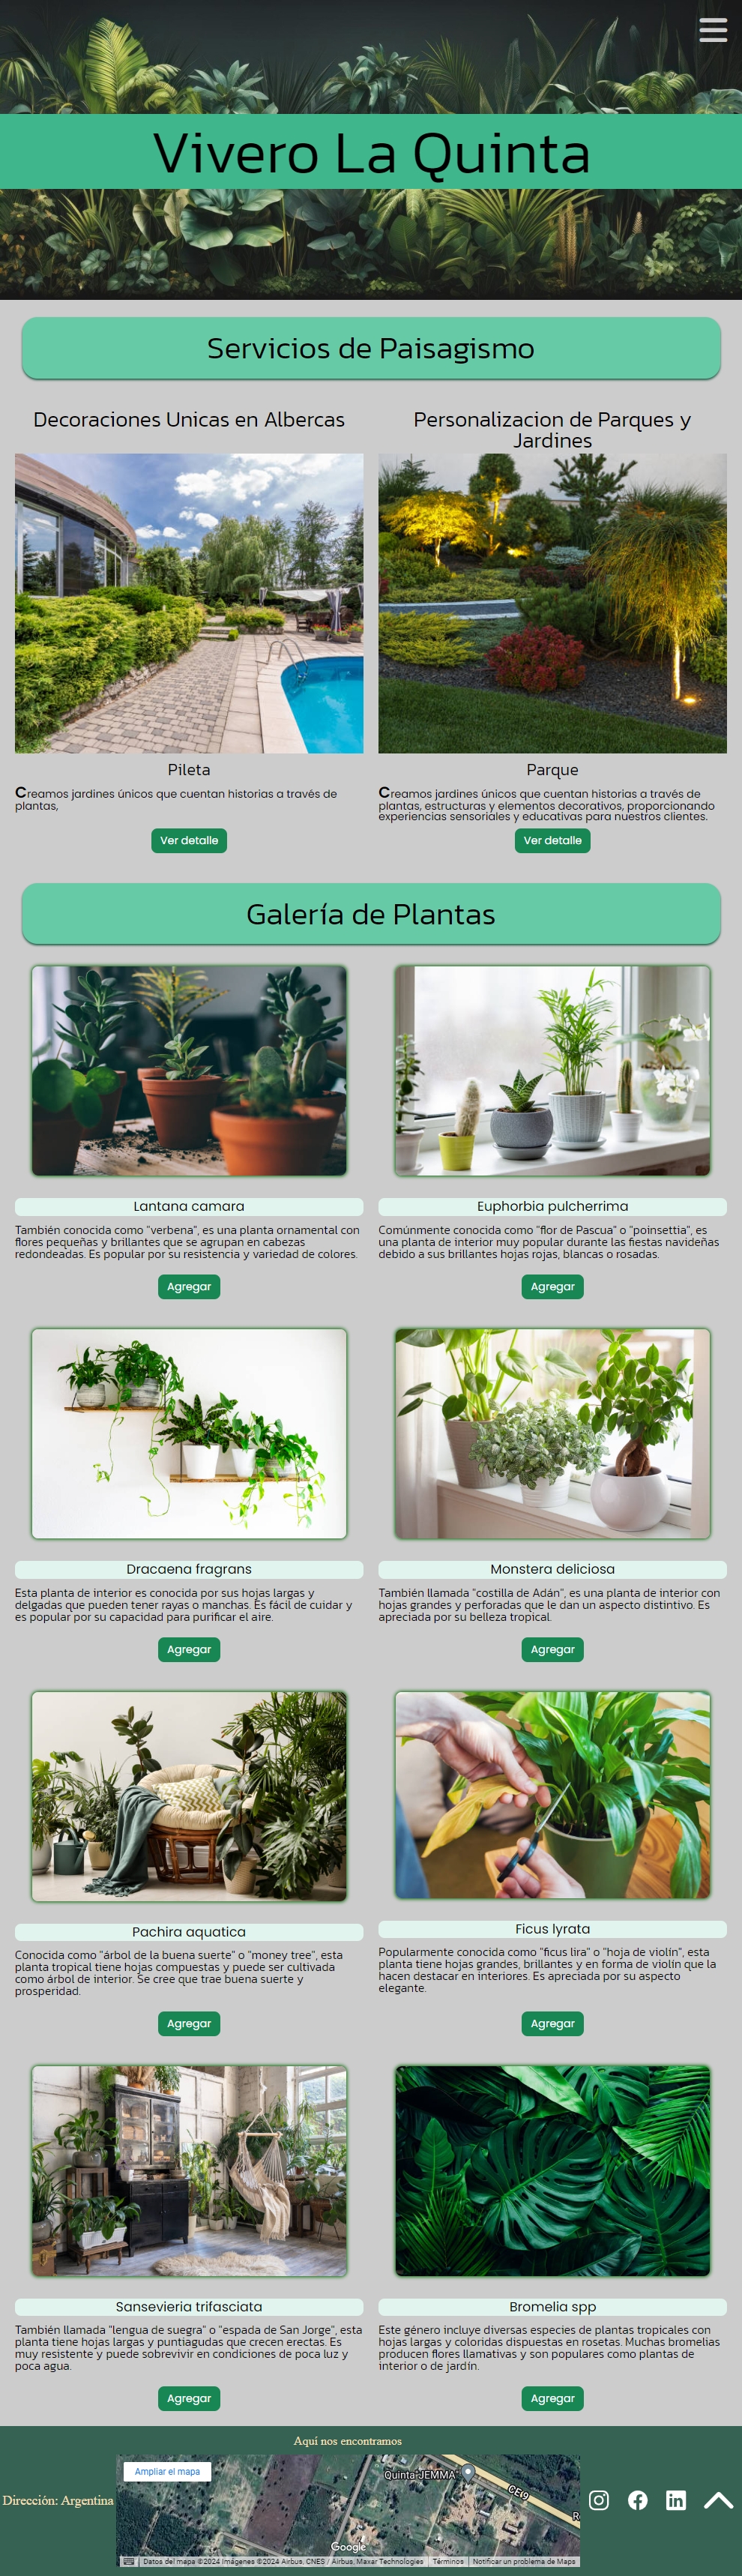 Vivero La Quinta
Servicios de Paisagismo
Decoraciones Unicas en Albercas
Personalizacion de Parques y
Jardines
Pileta
Creamos jardines únicos que cuentan historias a través de
plantas,
Ver detalle
Parque
Creamos jardines únicos que cuentan historias a través de
plantas, estructuras y elementos decorativos, proporcionando
experiencias sensoriales y educativas para nuestros clientes.
Ver detalle
Galería de Plantas
Lantana camara
También conocida como "verbena", es una planta ornamental con
flores pequeñas y brillantes que se agrupan en cabezas
redondeadas. Es popular por su resistencia y variedad de colores.
Agregar
Euphorbia pulcherrima
Comúnmente conocida como "flor de Pascua" o "poinsettia", es
una planta de interior muy popular durante las fiestas navideñas
debido a sus brillantes hojas rojas, blancas o rosadas.
Agregar
Dracaena fragrans
Esta planta de interior es conocida por sus hojas largas y
delgadas que pueden tener rayas o manchas. Es fácil de cuidar y
es popular por su capacidad para purificar el aire.
Agregar
Monstera deliciosa
También llamada "costilla de Adán", es una planta de interior con
hojas grandes y perforadas que le dan un aspecto distintivo. Es
apreciada por su belleza tropical.
Agregar
Pachira aquatica
Conocida como "árbol de la buena suerte" o "money tree", esta
planta tropical tiene hojas compuestas y puede ser cultivada
como árbol de interior. Se cree que trae buena suerte y
prosperidad.
Agregar
Ficus lyrata
Popularmente conocida como "ficus lira" o "hoja de violín", esta
planta tiene hojas grandes, brillantes y en forma de violín que la
hacen destacar en interiores. Es apreciada por su aspecto
elegante.
Agregar
Sansevieria trifasciata
También llamada "lengua de suegra" o "espada de San Jorge", esta
planta tiene hojas largas y puntiagudas que crecen erectas. Es
muy resistente y puede sobrevivir en condiciones de poca luz y
poca agua.
Agregar
Bromelia spp
Este género incluye diversas especies de plantas tropicales con
hojas largas y coloridas dispuestas en rosetas. Muchas bromelias
producen flores llamativas y son populares como plantas de
interior o de jardín.
Agregar
Aquí nos encontramos
Dirección: Argentina
Ampliar el mapa
Quinta"JEMMA"
CEI9
R
Google
Datos del mapa ©2024 Imágenes ©2024 Airbus, CNES / Airbus, Maxar Technologies
Términos
Notificar un problema de Maps